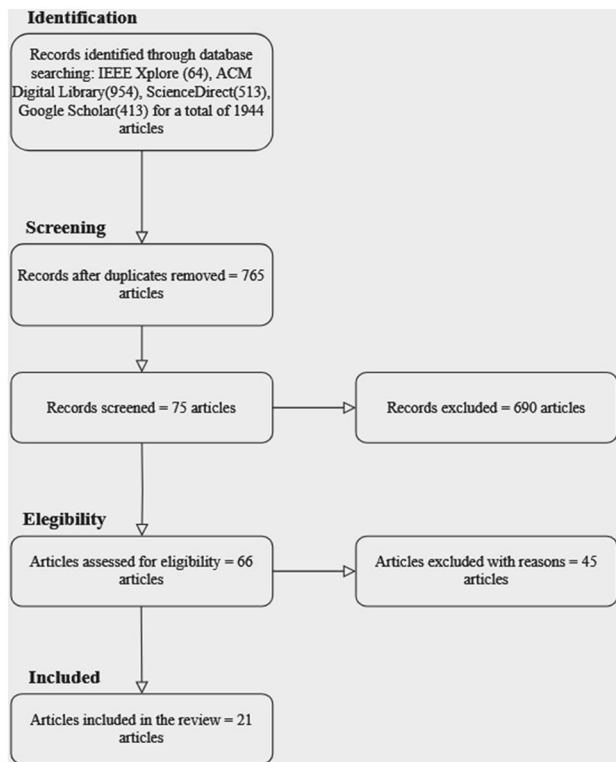 Identification
Records identified through database
searching: IEEE Xplore (64), ACM
Digital Library(954), ScienceDirect(513),
Google Scholar(413) for a total of 1944
articles
Screening
Records after duplicates removed = 765
articles
Records screened = 75 articles
Records excluded = 690 articles
Elegibility
Articles assessed for eligibility = 66
articles
Articles excluded with reasons = 45
articles
Included
Articles included in the review = 21
articles